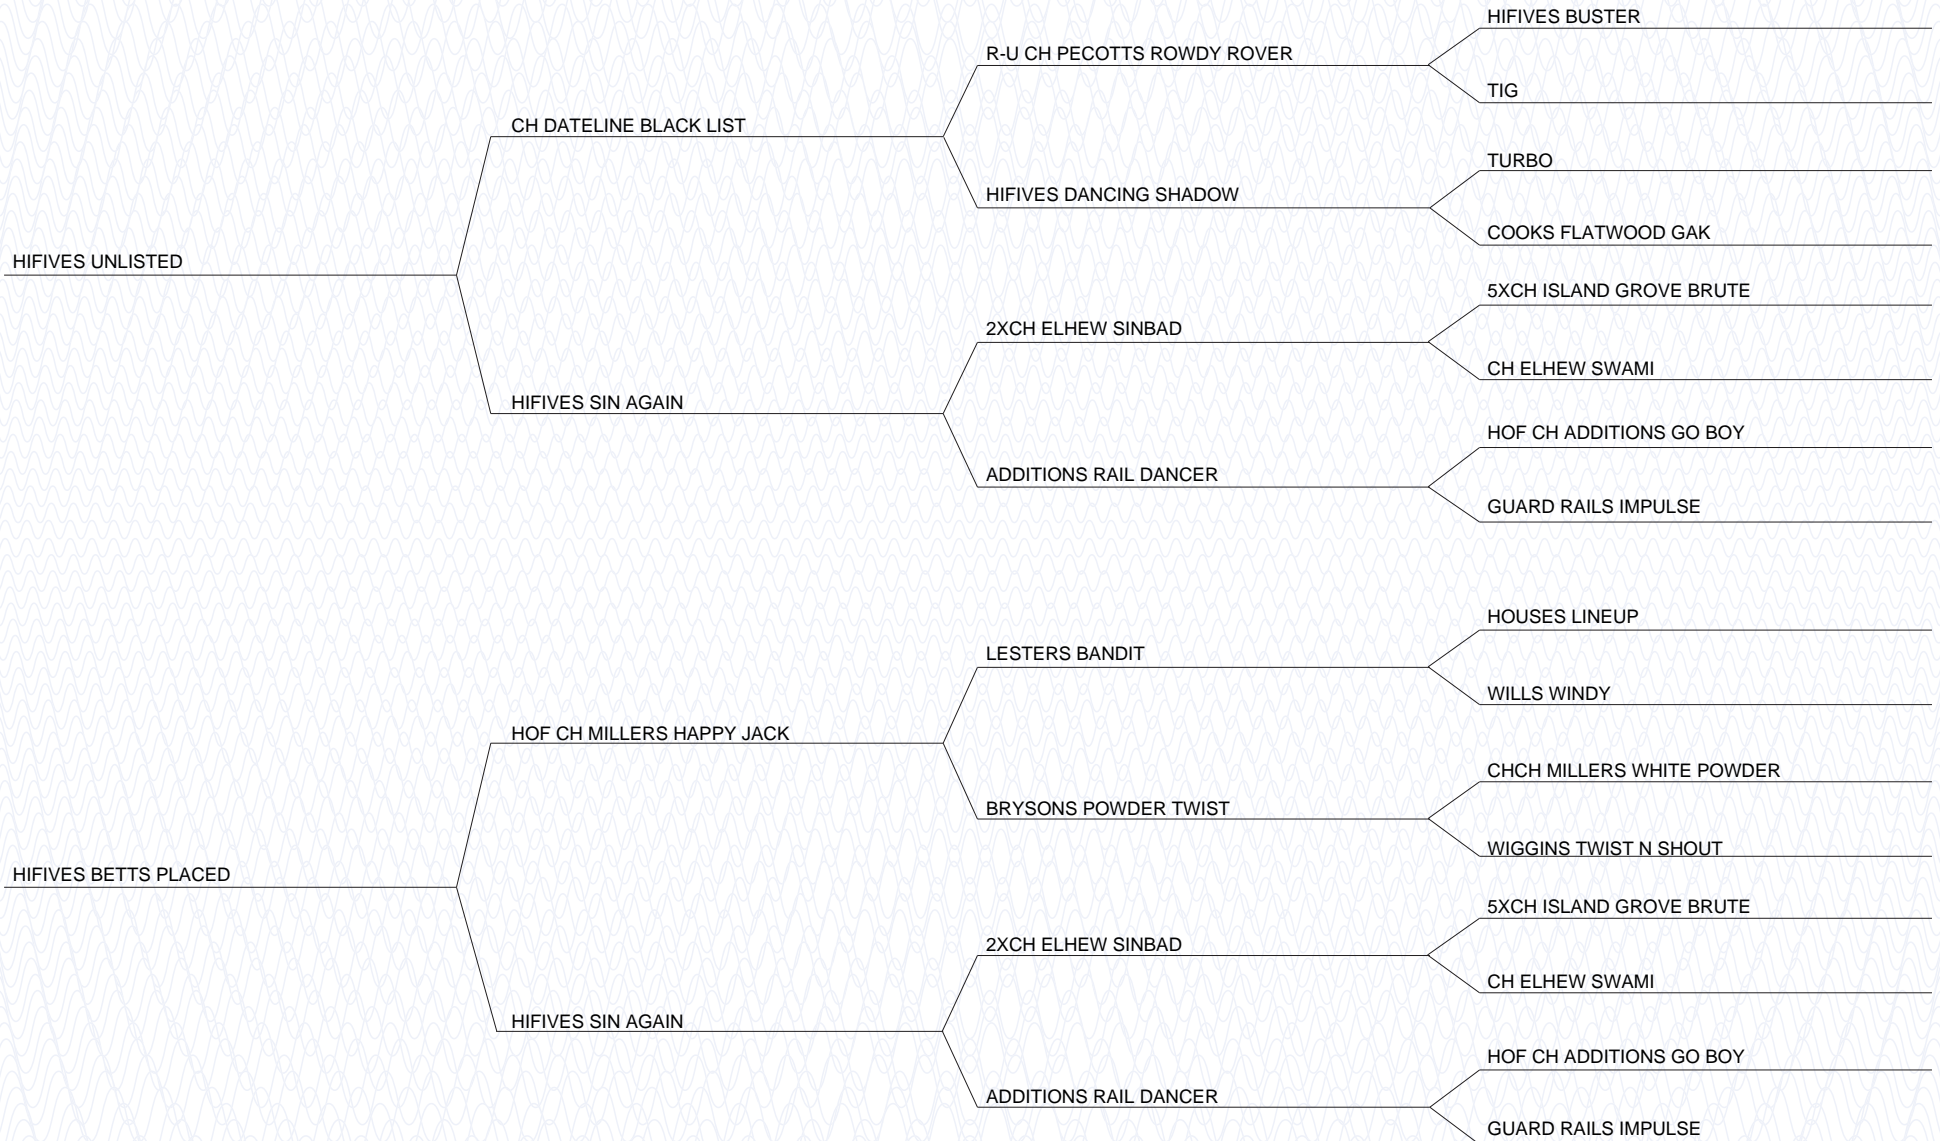 HIFIVES BUSTER
R-U CH PECOTTS ROWDY ROVER
TIG
CH DATELINE BLACK LIST
TURBO
HIFIVES DANCING SHADOW
COOKS FLATWOOD GAK
HIFIVES UNLISTED
5XCH ISLAND GROVE BRUTE
2XCH ELHEW SINBAD
CH ELHEW SWAMI
HIFIVES SIN AGAIN
HOF CH ADDITIONS GO BOY
ADDITIONS RAIL DANCER
GUARD RAILS IMPULSE
HOUSES LINEUP
LESTERS BANDIT
WILLS WINDY
HOF CH MILLERS HAPPY JACK
CHCH MILLERS WHITE POWDER
BRYSONS POWDER TWIST
WIGGINS TWIST N SHOUT
HIFIVES BETTS PLACED
5XCH ISLAND GROVE BRUTE
2XCH ELHEW SINBAD
CH ELHEW SWAMI
HIFIVES SIN AGAIN
HOF CH ADDITIONS GO BOY
ADDITIONS RAIL DANCER
GUARD RAILS IMPULSE